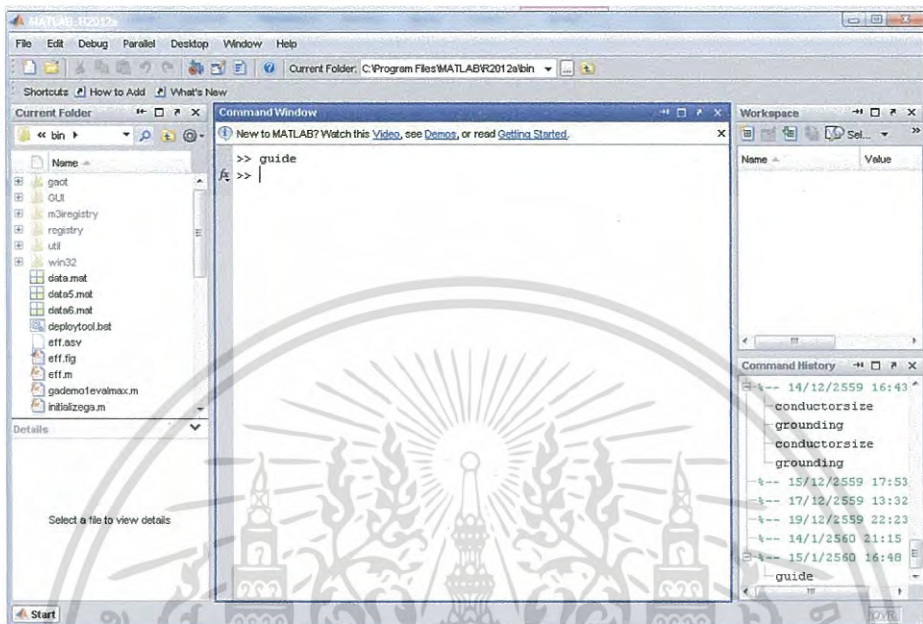 MATLAB R2012a
File Edit Debug Parallel Desktop Window Help
Current Folder: C:\Program Files\MATLAB\R2012a\bin
Shortcuts How to Add What's New
Current Folder
« bin
Name
gaot
GUI
m3iregistry
registry
util
win32
data.mat
data5.mat
data6.mat
deploytool.bat
eff.asv
eff.fig
eff.m
gademo1evalmax.m
initializega.m
Details
Select a file to view details
Start
Command Window
New to MATLAB? Watch this Video, see Demos, or read Getting Started.
>> guide
fx >>
Workspace
Sel...
Name Value
Command History
%-- 14/12/2559 16:43
conductorsize
grounding
conductorsize
grounding
%-- 15/12/2559 17:53
%-- 17/12/2559 13:32
%-- 19/12/2559 22:23
%-- 14/1/2560 21:15
%-- 15/1/2560 16:48
guide
OVR